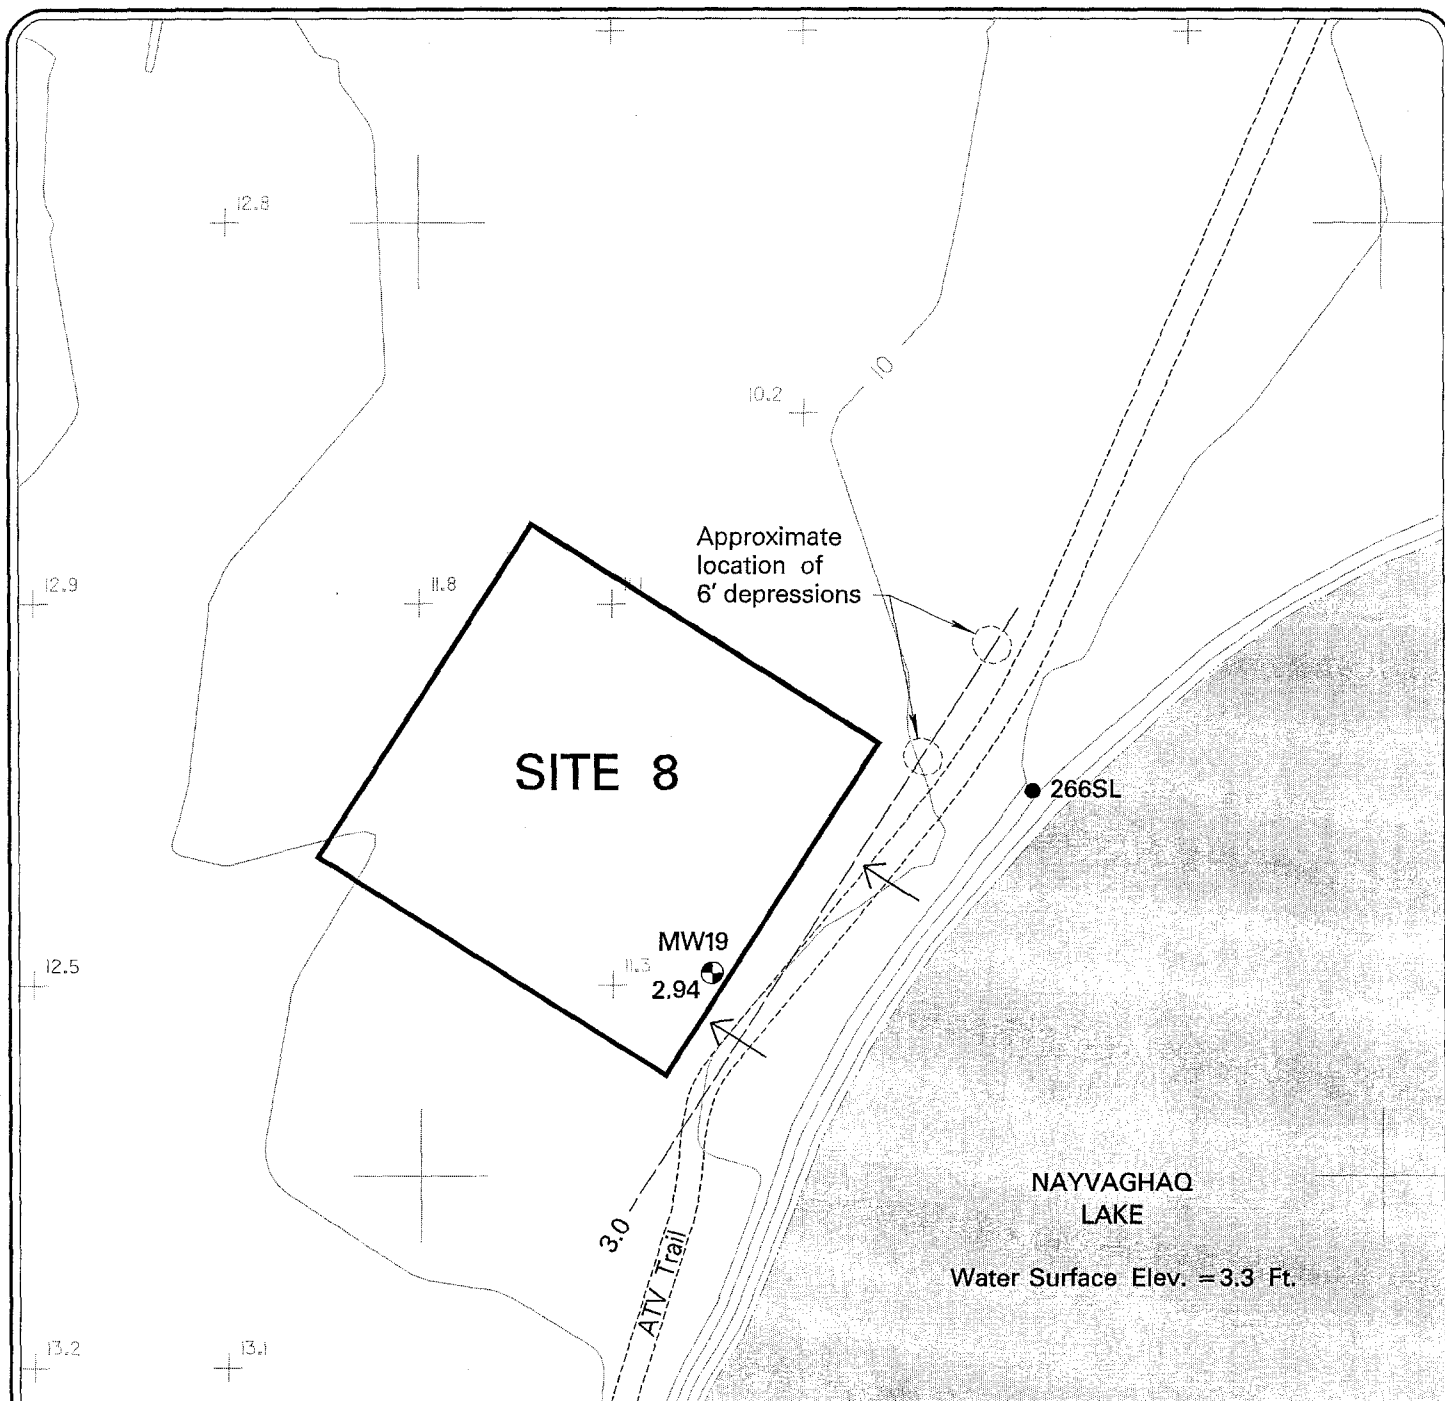 12.8
10
10.2
Approximate
location of
6' depressions
12.9
11.8
SITE 8
266SL
MW19
12.5
11.3
2.94
NAYVAGHAQ
LAKE
3.0
ATV Trail
Water Surface Elev. = 3.3 Ft.
13.2
13.1